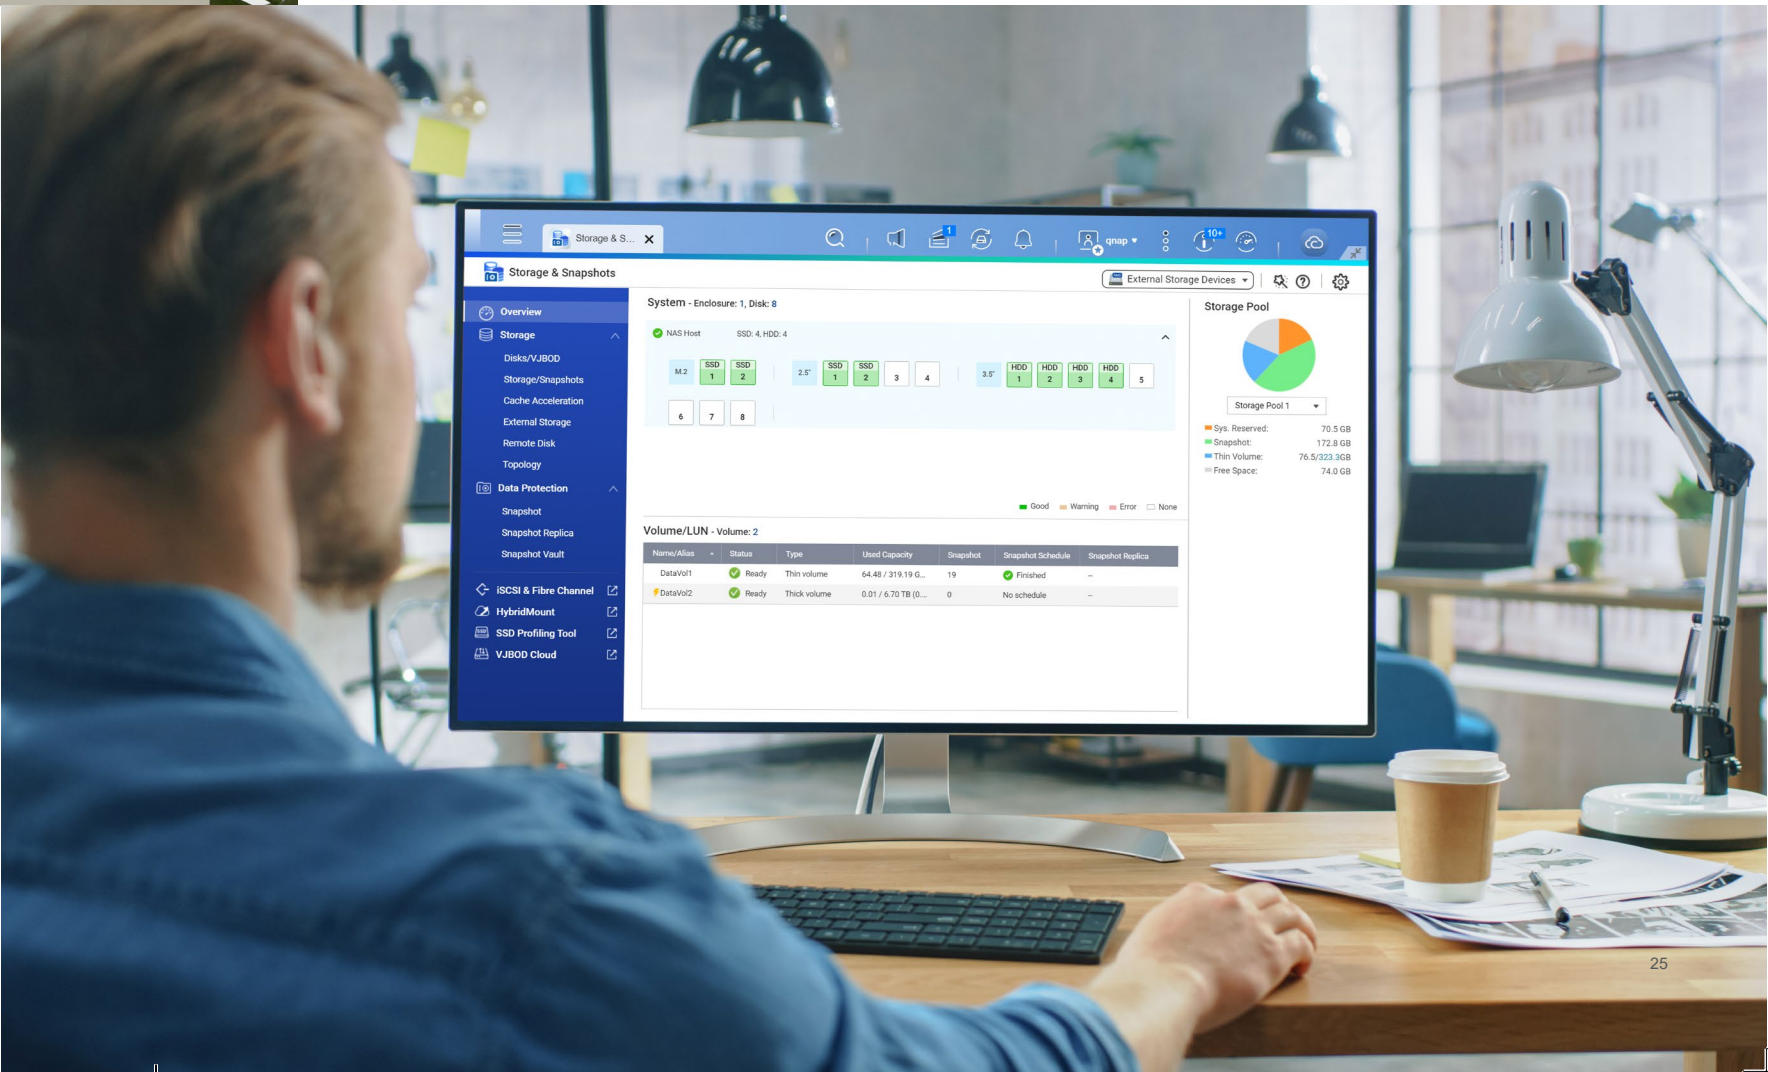 Storage & S...
1
qnap
10+
Storage & Snapshots
External Storage Devices
Overview
Storage
Disks/VJBOD
Storage/Snapshots
Cache Acceleration
External Storage
Remote Disk
Topology
Data Protection
Snapshot
Snapshot Replica
Snapshot Vault
iSCSI & Fibre Channel
HybridMount
SSD Profiling Tool
VJBOD Cloud
System - Enclosure: 1, Disk: 8
NAS Host SSD: 4, HDD: 4
M.2 SSD 1 SSD 2 2.5" SSD 1 SSD 2 3 4 3.5" HDD 1 HDD 2 HDD 3 HDD 4 5
6 7 8
Good Warning Error None
Volume/LUN - Volume: 2
Name/Alias Status Type Used Capacity Snapshot Snapshot Schedule Snapshot Replica
DataVol1 Ready Thin volume 64.48 / 319.19 G... 19 Finished --
DataVol2 Ready Thick volume 0.01 / 6.70 TB (0.... 0 No schedule --
Storage Pool
Storage Pool 1
Sys. Reserved: 70.5 GB
Snapshot: 172.8 GB
Thin Volume: 76.5/323.3GB
Free Space: 74.0 GB
25